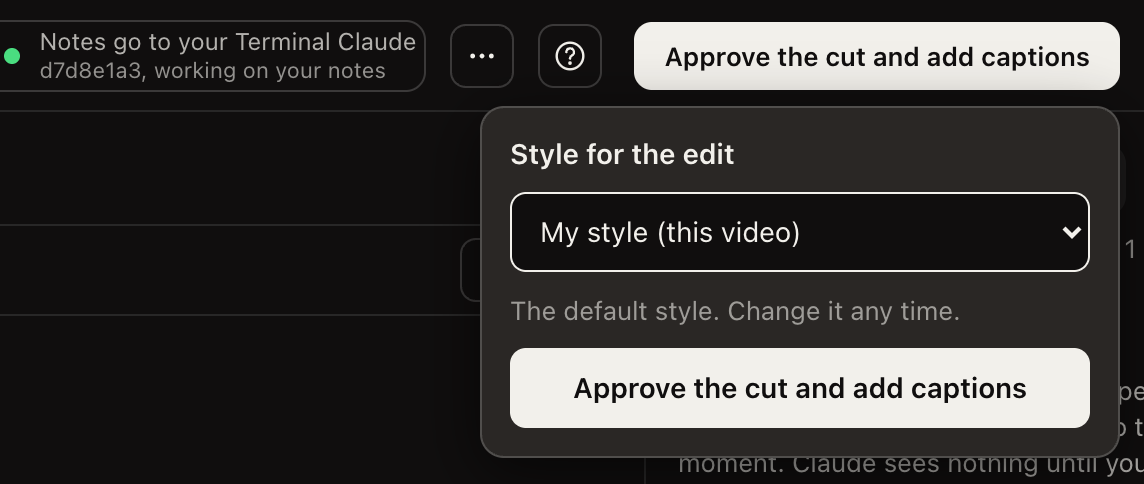 Notes go to your Terminal Claude
d7d8e1a3, working on your notes
Approve the cut and add captions
Style for the edit
My style (this video)
1
The default style. Change it any time.
Approve the cut and add captions
moment. Claude sees nothing until you